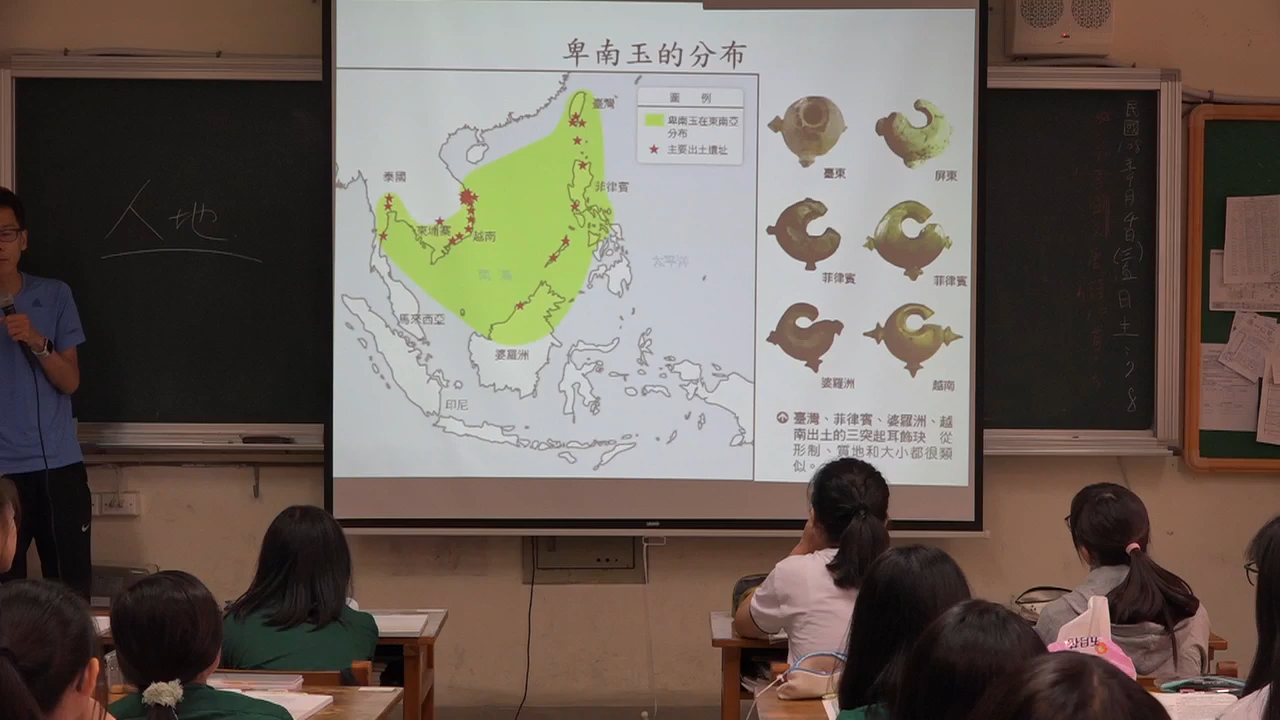 卑南玉的分布
圖 例
卑南玉在東南亞
分布
主要出土遺址
臺灣
泰國
菲律賓
柬埔寨
越南
南海
太平洋
馬來西亞
婆羅洲
印尼
臺東
屏東
菲律賓
菲律賓
婆羅洲
越南
臺灣、菲律賓、婆羅洲、越
南出土的三突起耳飾玦 從
形制、質地和大小都很類
似。
人地
民國